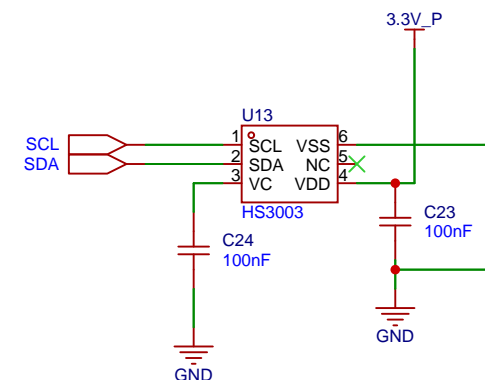 3.3V_P
U13
SCL
SDA
1
2
3
SCL
SDA
VC
VSS
NC
VDD
6
5
4
HS3003
C24
100nF
C23
100nF
GND
GND